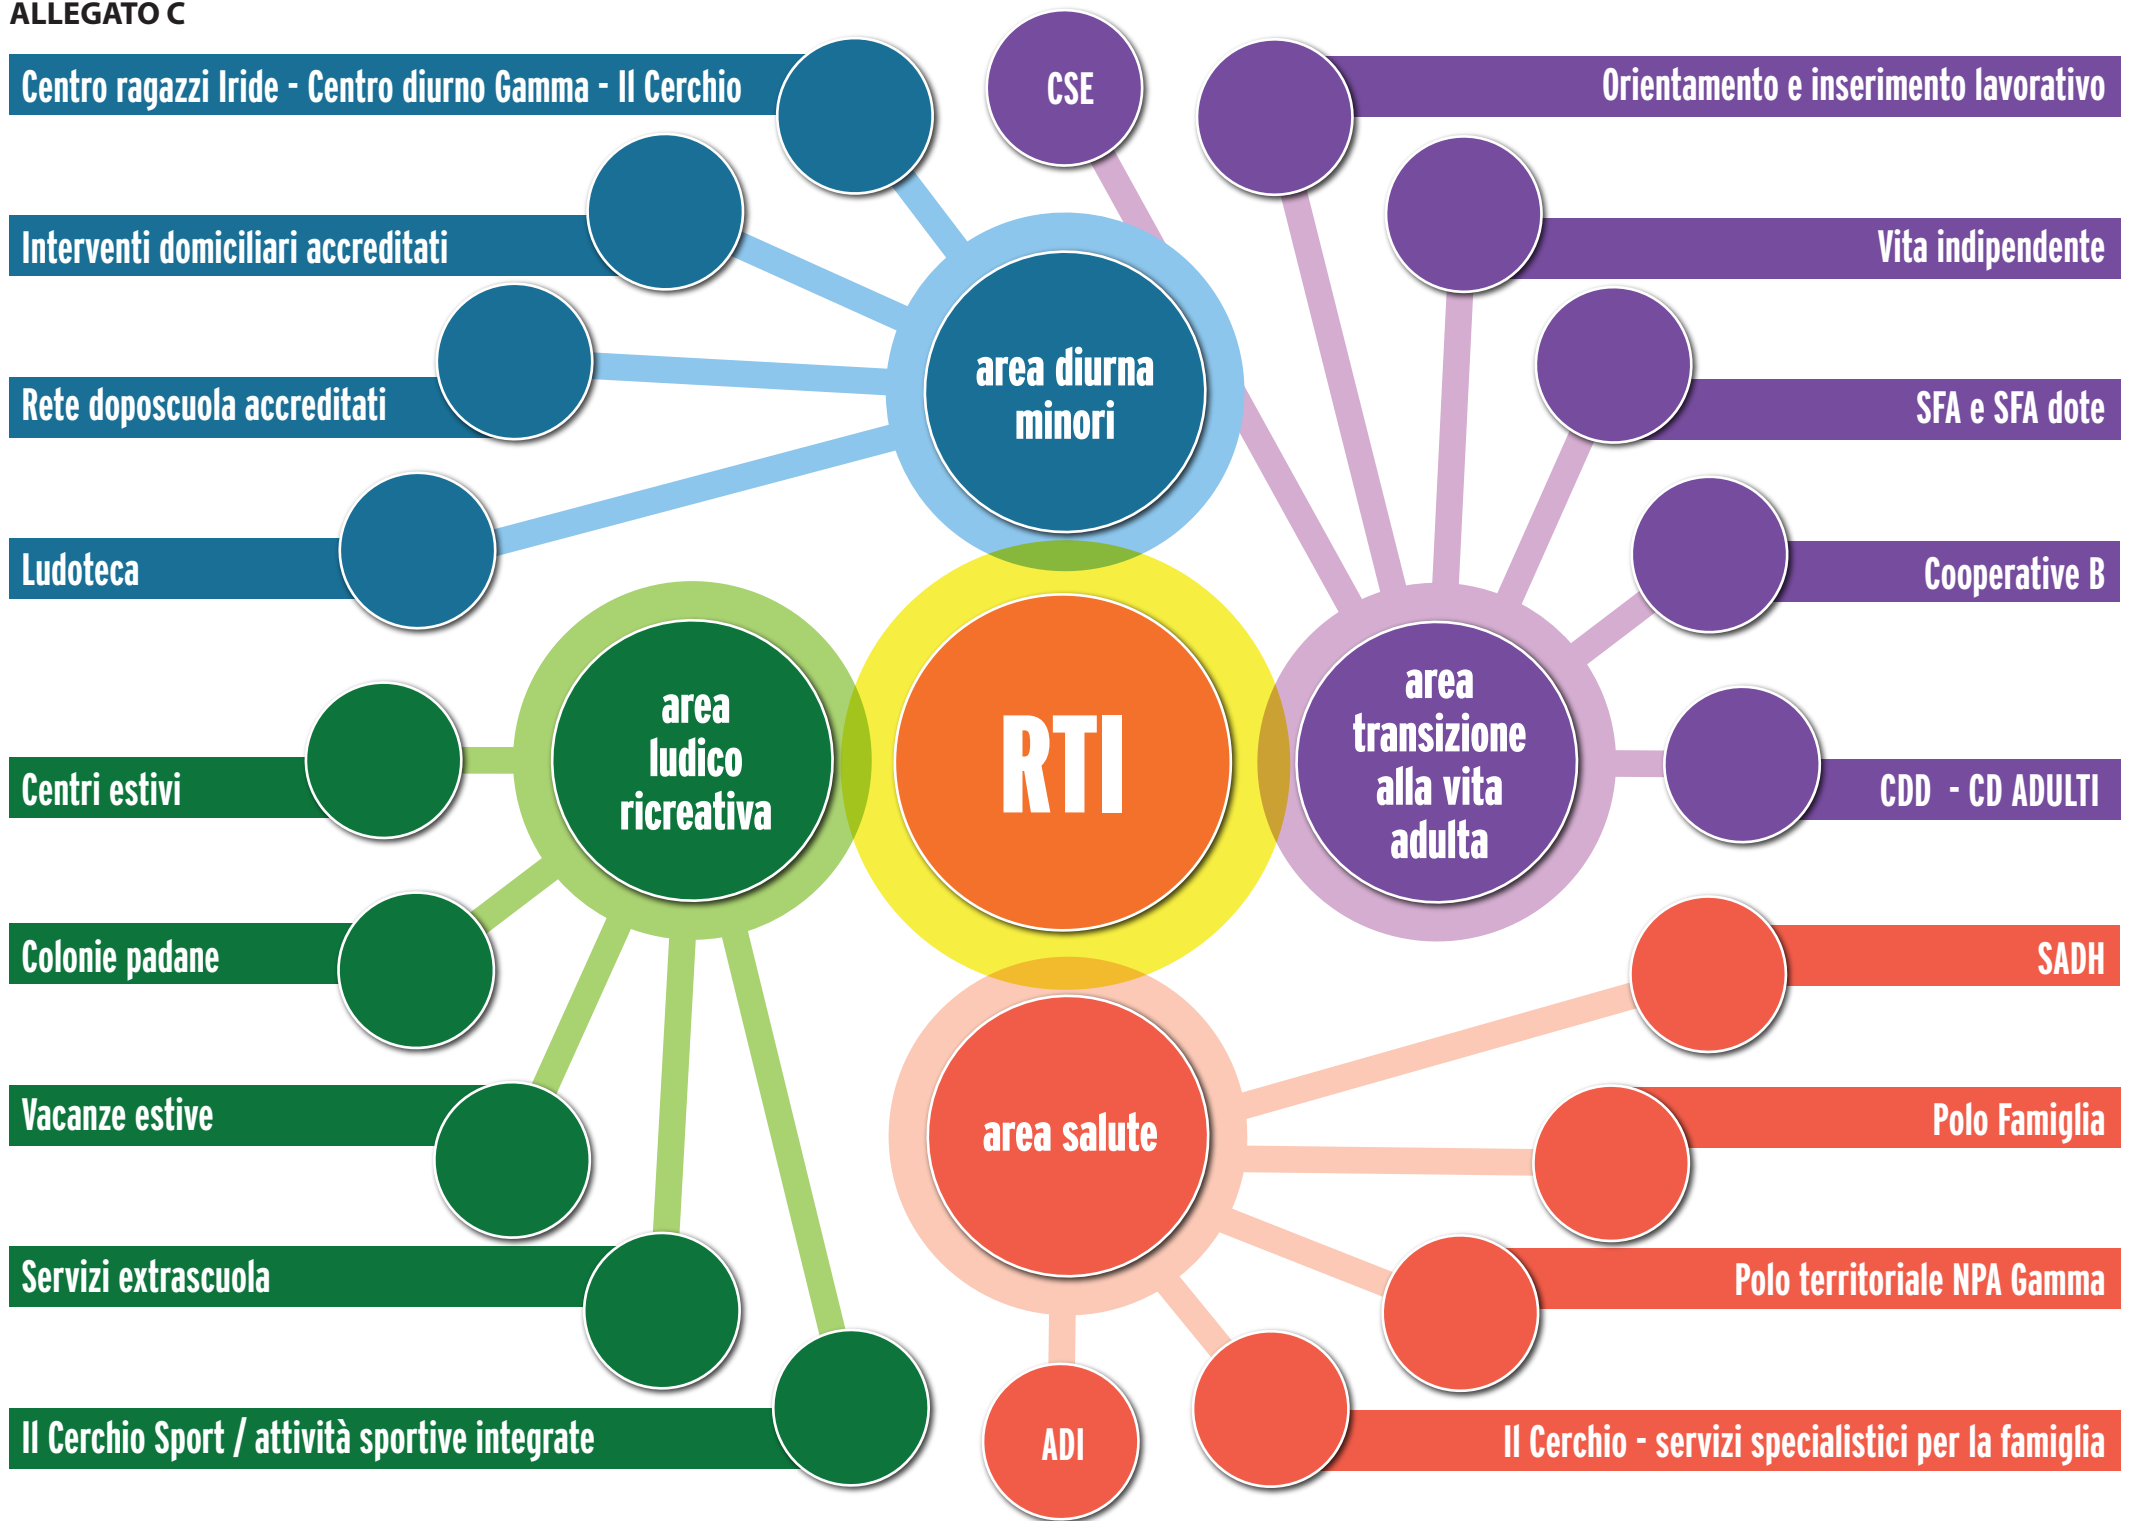 ALLEGATO C
Centro ragazzi Iride - Centro diurno Gamma - Il Cerchio
CSE
Orientamento e inserimento lavorativo
Interventi domiciliari accreditati
Vita indipendente
area diurna
minori
Rete doposcuola accreditati
SFA e SFA dote
Ludoteca
Cooperative B
area
ludico
ricreativa
RTI
area
transizione
alla vita
adulta
Centri estivi
CDD - CD ADULTI
Colonie padane
SADH
Vacanze estive
area salute
Polo Famiglia
Servizi extrascuola
Polo territoriale NPA Gamma
Il Cerchio Sport / attività sportive integrate
ADI
Il Cerchio - servizi specialistici per la famiglia